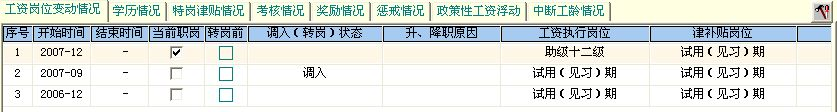 工资岗位变动情况 学历情况 特岗津贴情况 考核情况 奖励情况 惩戒情况 政策性工资浮动 中断工龄情况
序号 开始时间 结束时间 当前职岗 转岗前 调入(转岗)状态 升、降职原因 工资执行岗位 津补贴岗位
1 2007-12 - 助级十二级 试用(见习)期
2 2007-09 - 调入 试用(见习)期 试用(见习)期
3 2006-12 - 试用(见习)期 试用(见习)期